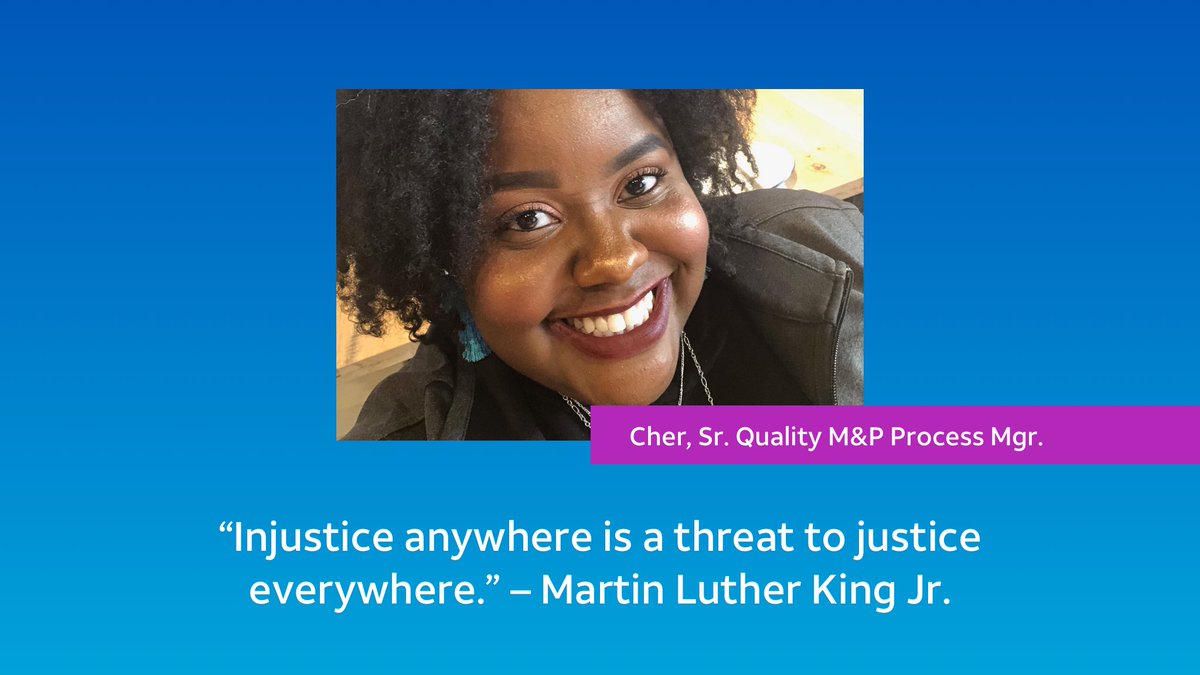 Cher, Sr. Quality M&P Process Mgr.
“Injustice anywhere is a threat to justice
everywhere.” – Martin Luther King Jr.